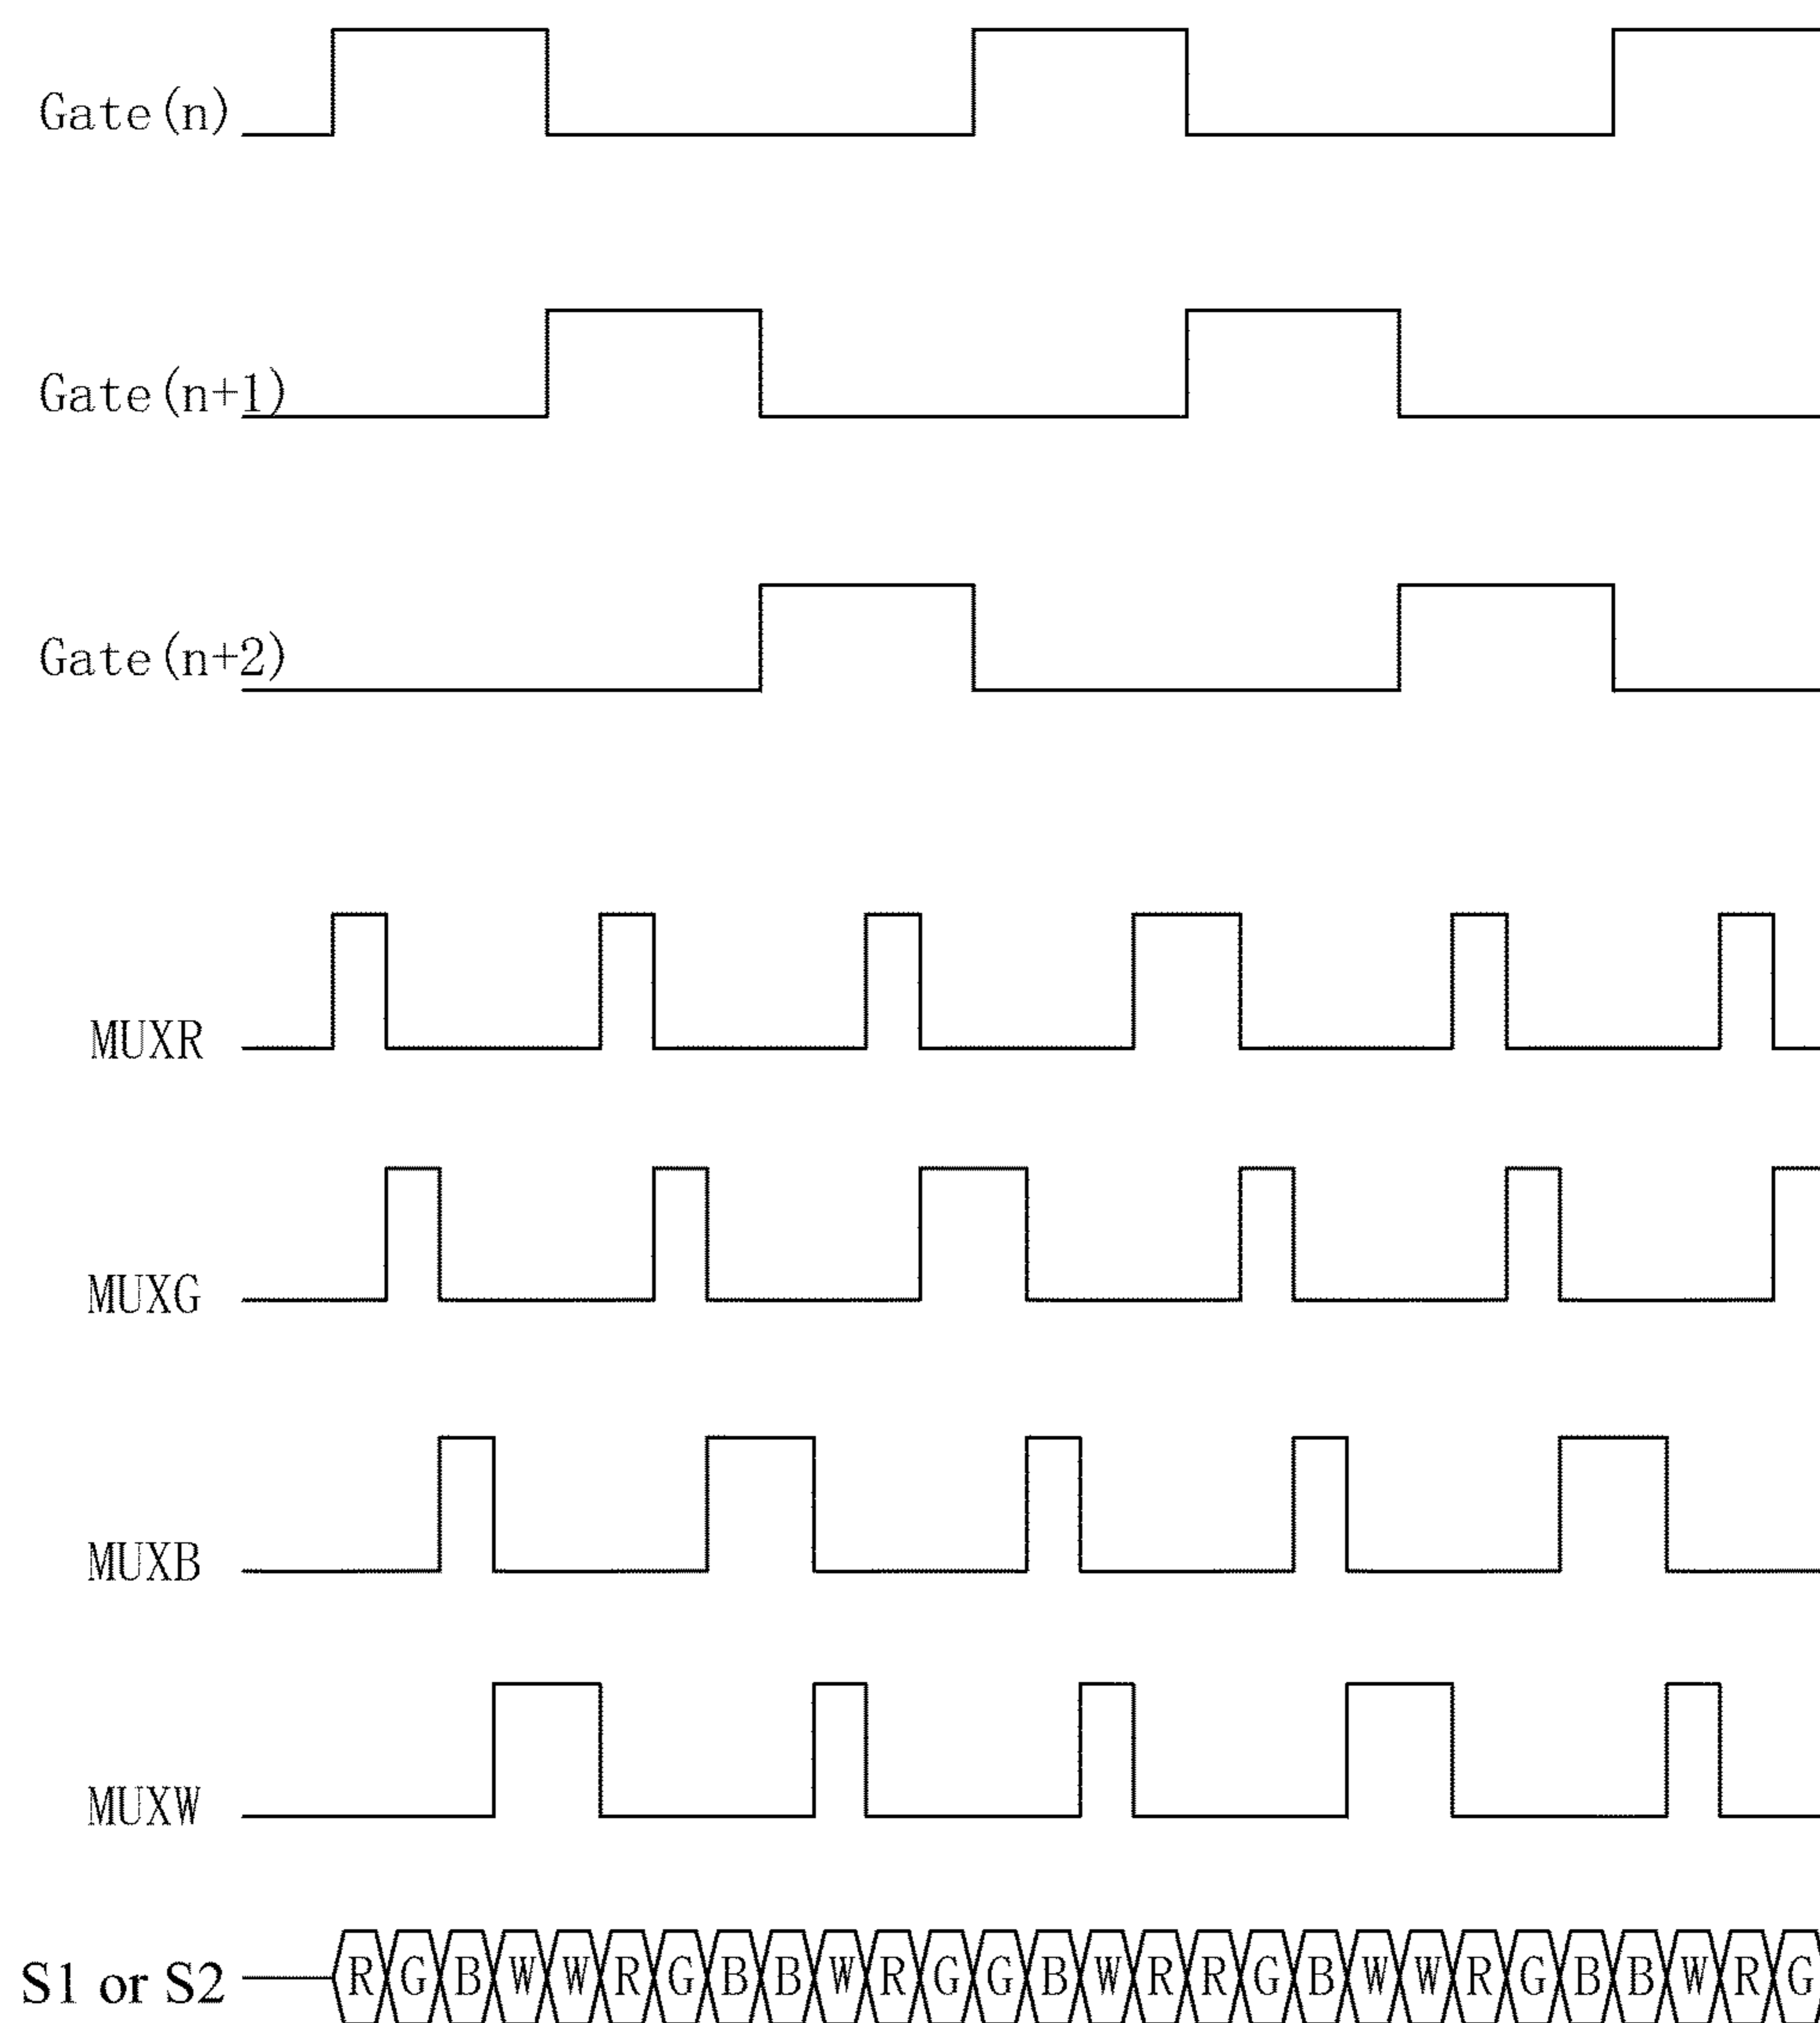 Gate(n)
Gate(n+1)
Gate(n+2)
MUXR
MUXG
MUXB
MUXW
S1 or S2 R G B W W R G B B W R G G B W R R G B W W R G B B W R G